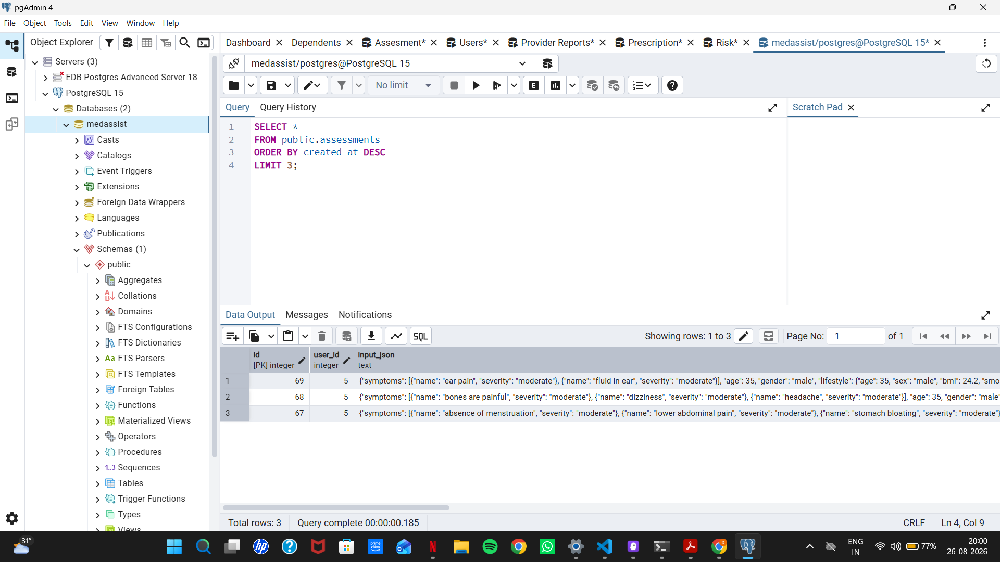 pgAdmin 4
File Object Tools Edit View Window Help
Object Explorer
Dashboard Dependents Assesment* Users* Provider Reports* Prescription* Risk* medassist/postgres@PostgreSQL 15*
Servers (3)
EDB Postgres Advanced Server 18
PostgreSQL 15
Databases (2)
medassist
Casts
Catalogs
Event Triggers
Extensions
Foreign Data Wrappers
Languages
Publications
Schemas (1)
public
Aggregates
Collations
Domains
FTS Configurations
FTS Dictionaries
Aa FTS Parsers
FTS Templates
Foreign Tables
Functions
Materialized Views
Operators
Procedures
1..3 Sequences
Tables
Trigger Functions
Types
Views
medassist/postgres@PostgreSQL 15
No limit
E
Query Query History
Scratch Pad
1 SELECT *
2 FROM public.assessments
3 ORDER BY created_at DESC
4 LIMIT 3;
Data Output Messages Notifications
SQL
Showing rows: 1 to 3
Page No: 1 of 1
id user_id input_json
[PK] integer integer text
1 69 5 {"symptoms": [{"name": "ear pain", "severity": "moderate"}, {"name": "fluid in ear", "severity": "moderate"}], "age": 35, "gender": "male", "lifestyle": {"age": 35, "sex": "male", "bmi": 24.2, "smo
2 68 5 {"symptoms": [{"name": "bones are painful", "severity": "moderate"}, {"name": "dizziness", "severity": "moderate"}, {"name": "headache", "severity": "moderate"}], "age": 35, "gender": "male"
3 67 5 {"symptoms": [{"name": "absence of menstruation", "severity": "moderate"}, {"name": "lower abdominal pain", "severity": "moderate"}, {"name": "stomach bloating", "severity": "moderate"}
Total rows: 3 Query complete 00:00:00.185
CRLF Ln 4, Col 9
31°
hp
prime video
ENG
IN
77%
20:00
26-08-2026